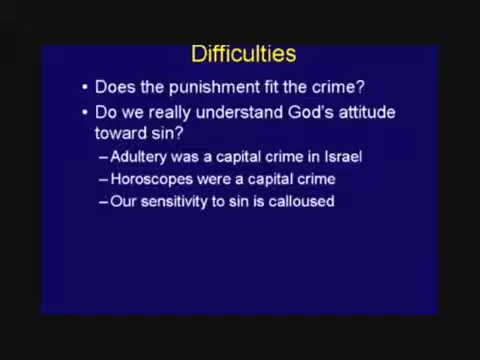 Difficulties
• Does the punishment fit the crime?
• Do we really understand God's attitude
toward sin?
– Adultery was a capital crime in Israel
– Horoscopes were a capital crime
– Our sensitivity to sin is calloused